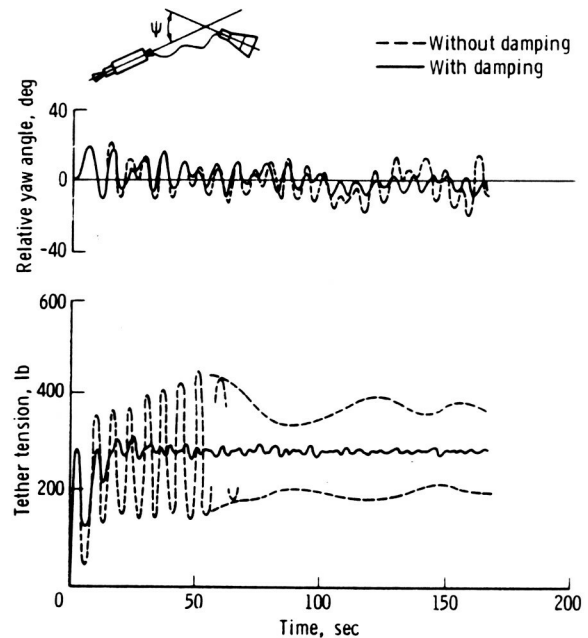 ψ
Without damping
With damping
Relative yaw angle, deg
40
0
-40
Tether tension, lb
600
400
200
0
50
100
150
200
Time, sec